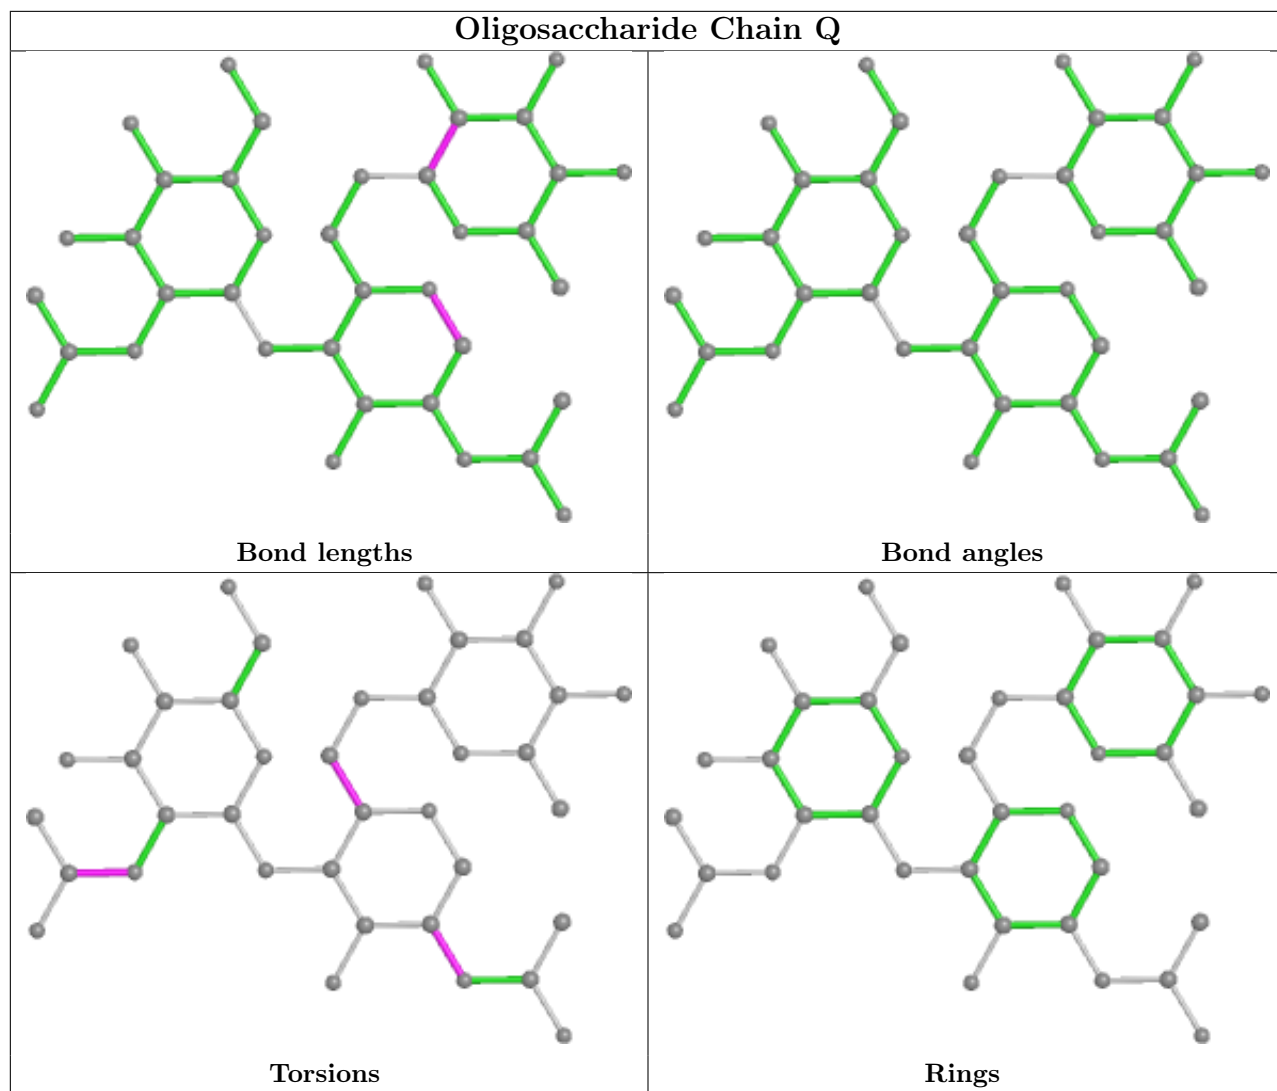 Oligosaccharide Chain Q
Bond lengths
Bond angles
Torsions
Rings